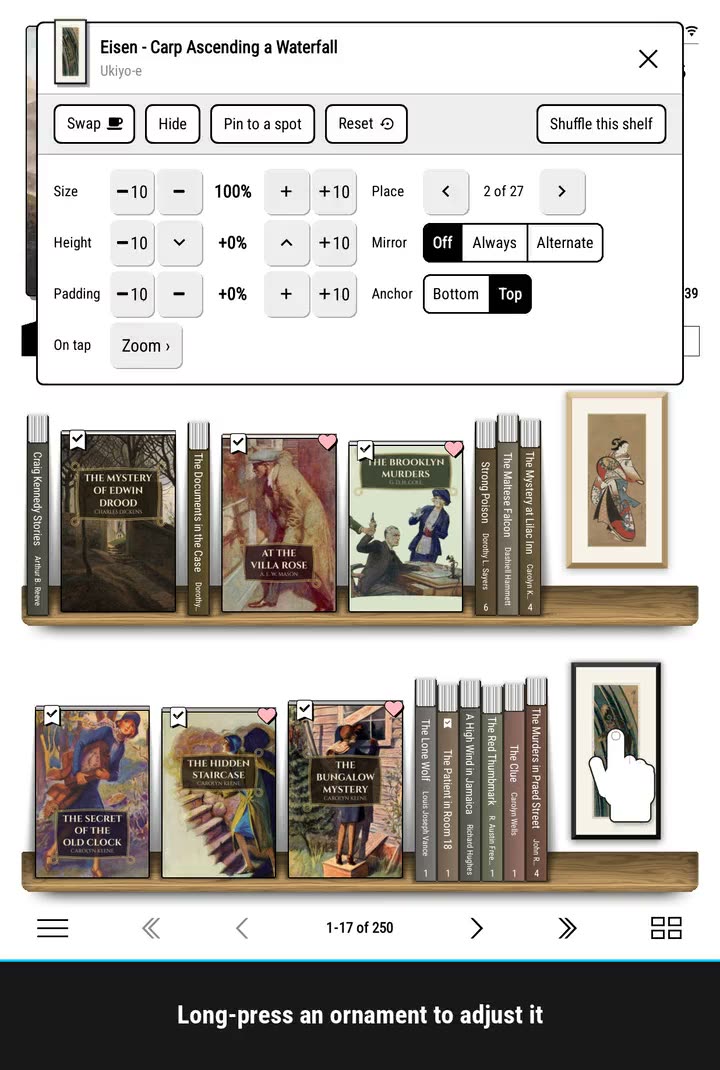 Eisen - Carp Ascending a Waterfall
Ukiyo-e
Swap
Hide
Pin to a spot
Reset
Shuffle this shelf
Size
10
100%
+
+10
Place
2 of 27
Height
10
+0%
+10
Mirror
Off
Always
Alternate
Padding
10
+0%
+
+10
Anchor
Bottom
Top
39
On tap
Zoom ›
Craig Kennedy Stories Arthur B. Reeve
THE MYSTERY
OF EDWIN
DROOD
CHARLES DICKENS
The Documents in the Case Dorothy..
AT THE
VILLA ROSE
A. E. W. MASON
THE BROOKLYN
MURDERS
G. D. H. COLE
Strong Poison Dorothy L. Sayers 6
The Maltese Falcon Dashiell Hammett
The Mystery at Lilac Inn Carolyn K.. 4
THE SECRET
OF THE
OLD CLOCK
CAROLYN KEENE
THE HIDDEN
STAIRCASE
CAROLYN KEENE
THE
BUNGALOW
MYSTERY
CAROLYN KEENE
The Lone Wolf Louis Joseph Vance 1
The Patient in Room 18 1
A High Wind in Jamaica Richard Hughes
The Red Thumbmark R. Austin Free.. 1
The Clue Carolyn Wells 1
The Murders in Praed Street John R.. 4
1-17 of 250
Long-press an ornament to adjust it